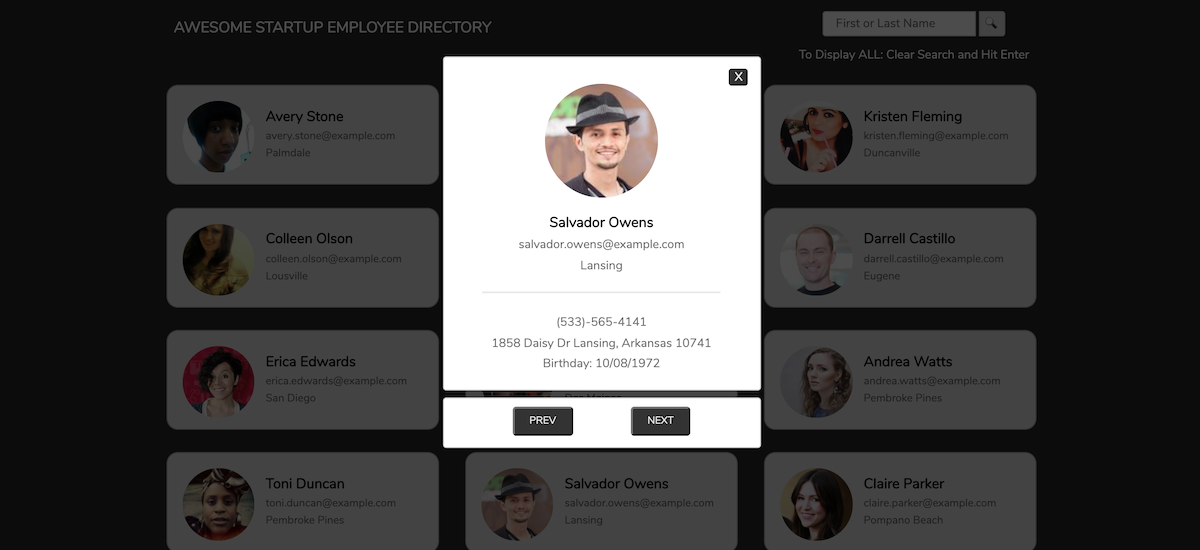 AWESOME STARTUP EMPLOYEE DIRECTORY
First or Last Name
To Display ALL: Clear Search and Hit Enter
X
Avery Stone
avery.stone@example.com
Palmdale
Kristen Fleming
kristen.fleming@example.com
Duncanville
Salvador Owens
salvador.owens@example.com
Lansing
(533)-565-4141
1858 Daisy Dr Lansing, Arkansas 10741
Birthday: 10/08/1972
PREV
NEXT
Colleen Olson
colleen.olson@example.com
Lousville
Darrell Castillo
darrell.castillo@example.com
Eugene
Erica Edwards
erica.edwards@example.com
San Diego
Andrea Watts
andrea.watts@example.com
Pembroke Pines
Toni Duncan
toni.duncan@example.com
Pembroke Pines
Salvador Owens
salvador.owens@example.com
Lansing
Claire Parker
claire.parker@example.com
Pompano Beach